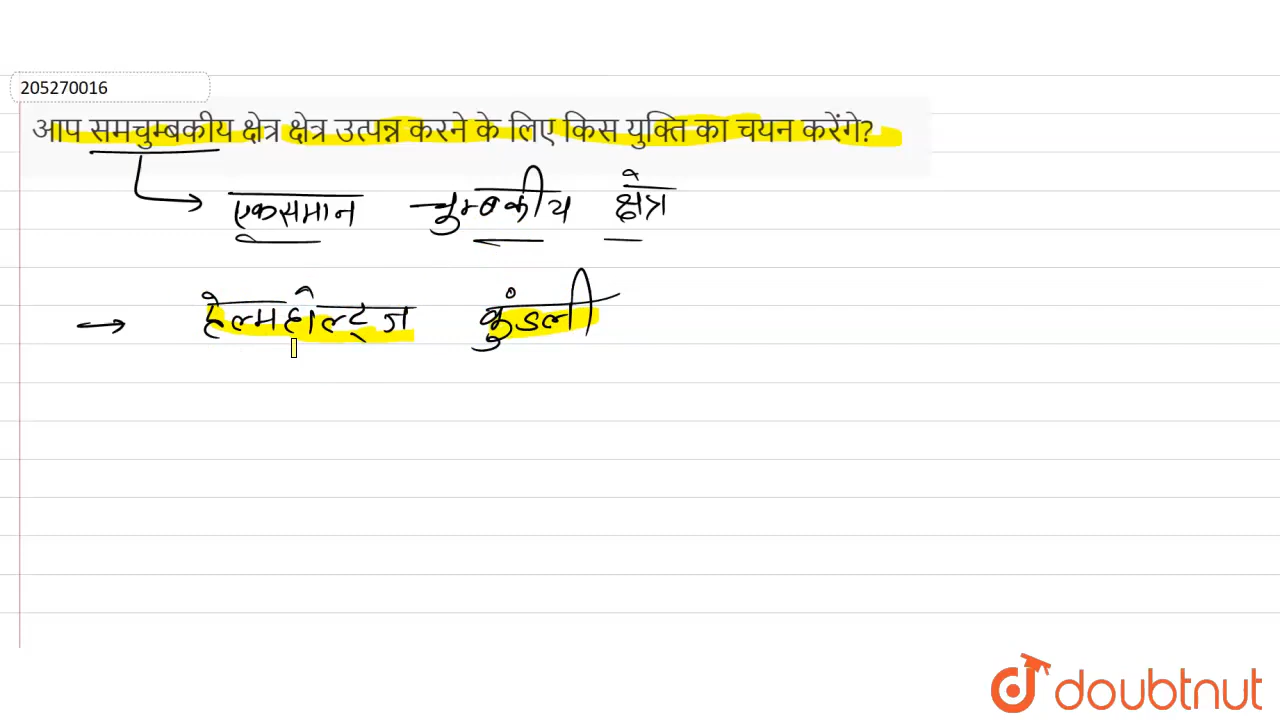 205270016
आप समचुम्बकीय क्षेत्र क्षेत्र उत्पन्न करने के लिए किस युक्ति का चयन करेंगे?
एकसमान चुम्बकीय क्षेत्र
हेल्महोल्ट्ज कुंडली
doubtnut